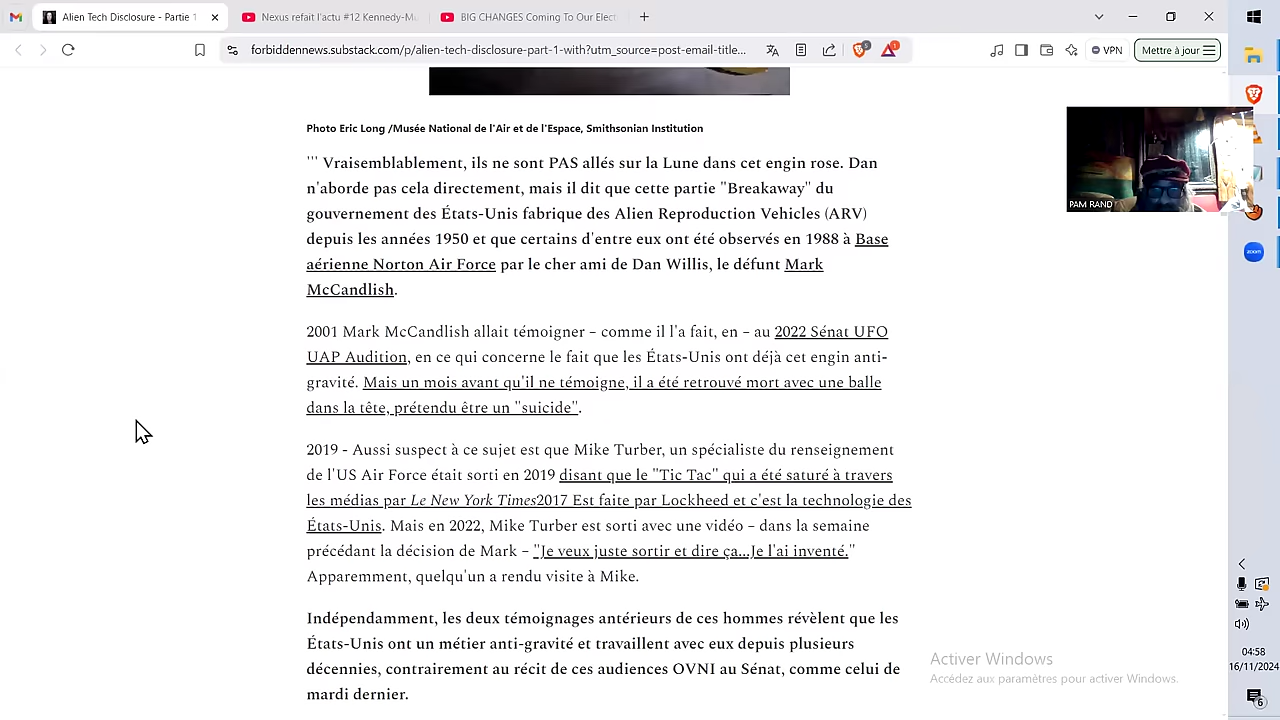 Alien Tech Disclosure - Partie 1
Nexus refait l'actu #12 Kennedy-Mu
BIG CHANGES Coming To Our Elect
forbiddennews.substack.com/p/alien-tech-disclosure-part-1-with?utm_source=post-email-title...
5
1
VPN
Mettre à jour
Photo Eric Long /Musée National de l'Air et de l'Espace, Smithsonian Institution
''' Vraisemblablement, ils ne sont PAS allés sur la Lune dans cet engin rose. Dan
n'aborde pas cela directement, mais il dit que cette partie "Breakaway" du
gouvernement des États-Unis fabrique des Alien Reproduction Vehicles (ARV)
depuis les années 1950 et que certains d'entre eux ont été observés en 1988 à Base
aérienne Norton Air Force par le cher ami de Dan Willis, le défunt Mark
McCandlish.
2001 Mark McCandlish allait témoigner – comme il l'a fait, en – au 2022 Sénat UFO
UAP Audition, en ce qui concerne le fait que les États-Unis ont déjà cet engin anti-
gravité. Mais un mois avant qu'il ne témoigne, il a été retrouvé mort avec une balle
dans la tête, prétendu être un "suicide".
2019 - Aussi suspect à ce sujet est que Mike Turber, un spécialiste du renseignement
de l'US Air Force était sorti en 2019 disant que le "Tic Tac" qui a été saturé à travers
les médias par Le New York Times2017 Est faite par Lockheed et c'est la technologie des
États-Unis. Mais en 2022, Mike Turber est sorti avec une vidéo – dans la semaine
précédant la décision de Mark – "Je veux juste sortir et dire ça...Je l'ai inventé."
Apparemment, quelqu'un a rendu visite à Mike.
Indépendamment, les deux témoignages antérieurs de ces hommes révèlent que les
États-Unis ont un métier anti-gravité et travaillent avec eux depuis plusieurs
décennies, contrairement au récit de ces audiences OVNI au Sénat, comme celui de
mardi dernier.
PAM RAND
zoom
Activer Windows
Accédez aux paramètres pour activer Windows.
04:58
16/11/2024
6